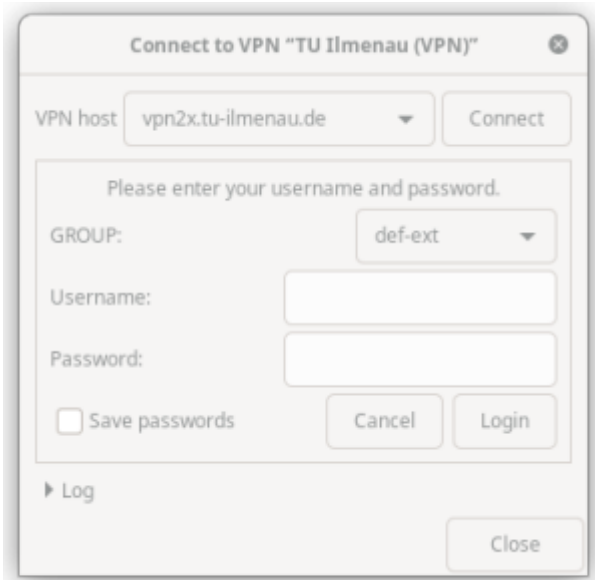 Connect to VPN “TU Ilmenau (VPN)”
VPN host vpn2x.tu-ilmenau.de Connect
Please enter your username and password.
GROUP: def-ext
Username:
Password:
Save passwords Cancel Login
Log
Close